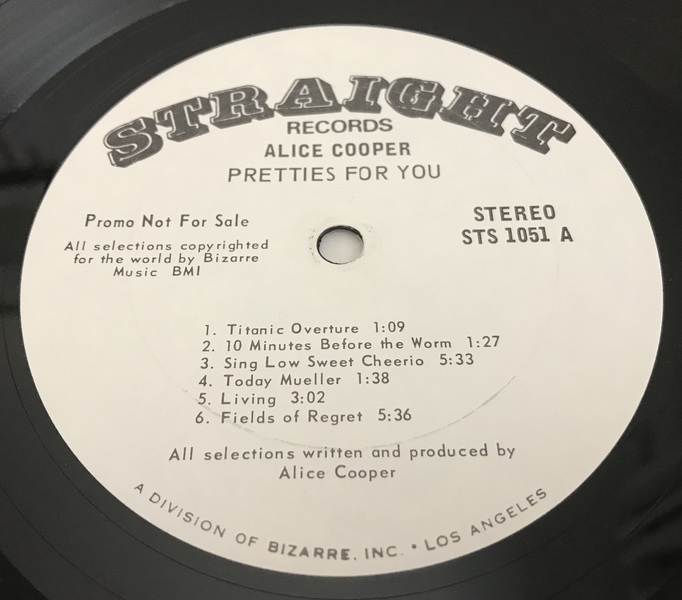 STRAIGHT
RECORDS
ALICE COOPER
PRETTIES FOR YOU
Promo Not For Sale
All selections copyrighted
for the world by Bizarre
Music BMI
STEREO
STS 1051 A
1. Titanic Overture 1:09
2. 10 Minutes Before the Worm 1:27
3. Sing Low Sweet Cheerio 5:33
4. Today Mueller 1:38
5. Living 3:02
6. Fields of Regret 5:36
All selections written and produced by
Alice Cooper
A DIVISION OF BIZARRE, INC. • LOS ANGELES